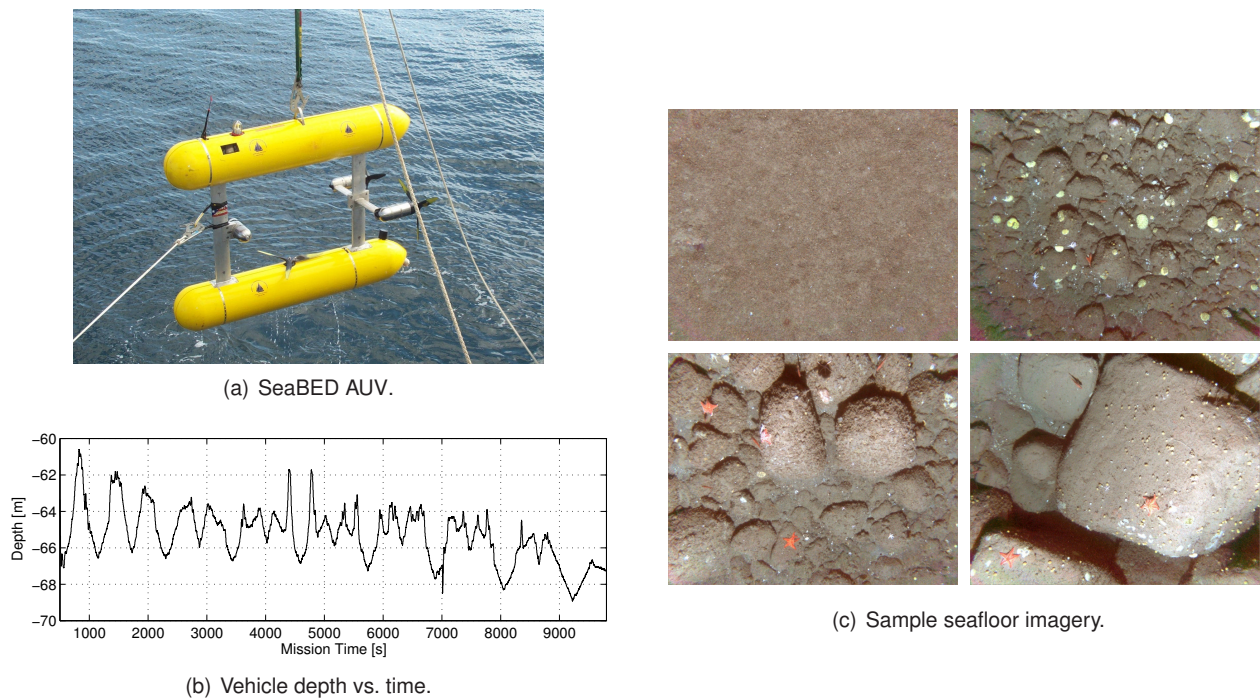 (a) SeaBED AUV.
−60
−62
−64
−66
−68
−70
Depth [m]
1000 2000 3000 4000 5000 6000 7000 8000 9000
Mission Time [s]
(b) Vehicle depth vs. time.
(c) Sample seafloor imagery.